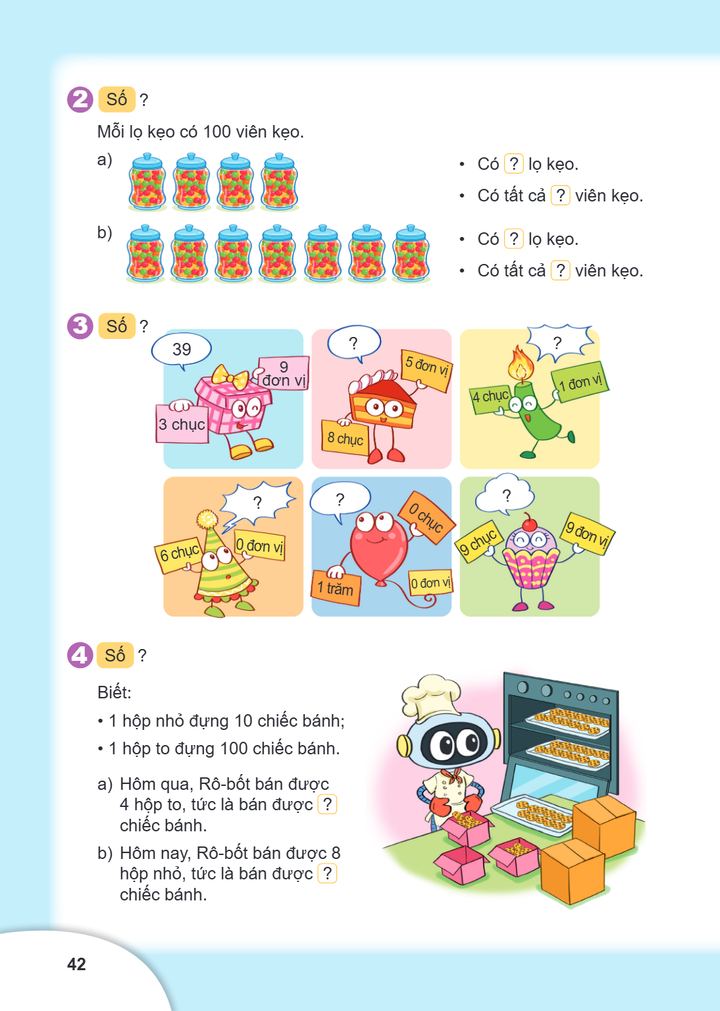 2 Số ?
Mỗi lọ kẹo có 100 viên kẹo.
a)
• Có ? lọ kẹo.
• Có tất cả ? viên kẹo.
b)
• Có ? lọ kẹo.
• Có tất cả ? viên kẹo.
3 Số ?
39
9
đơn vị
3 chục
?
5 đơn vị
8 chục
?
4 chục
1 đơn vị
?
6 chục
0 đơn vị
?
0 chục
1 trăm
0 đơn vị
?
9 chục
9 đơn vị
4 Số ?
Biết:
• 1 hộp nhỏ đựng 10 chiếc bánh;
• 1 hộp to đựng 100 chiếc bánh.
a) Hôm qua, Rô-bốt bán được
4 hộp to, tức là bán được ?
chiếc bánh.
b) Hôm nay, Rô-bốt bán được 8
hộp nhỏ, tức là bán được ?
chiếc bánh.
42